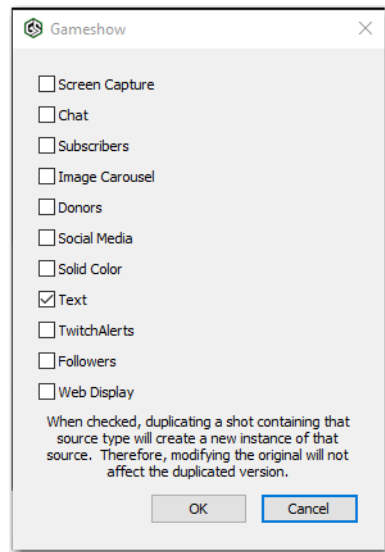 Gameshow
Screen Capture
Chat
Subscribers
Image Carousel
Donors
Social Media
Solid Color
Text
TwitchAlerts
Followers
Web Display
When checked, duplicating a shot containing that
source type will create a new instance of that
source.  Therefore, modifying the original will not
affect the duplicated version.
OK
Cancel